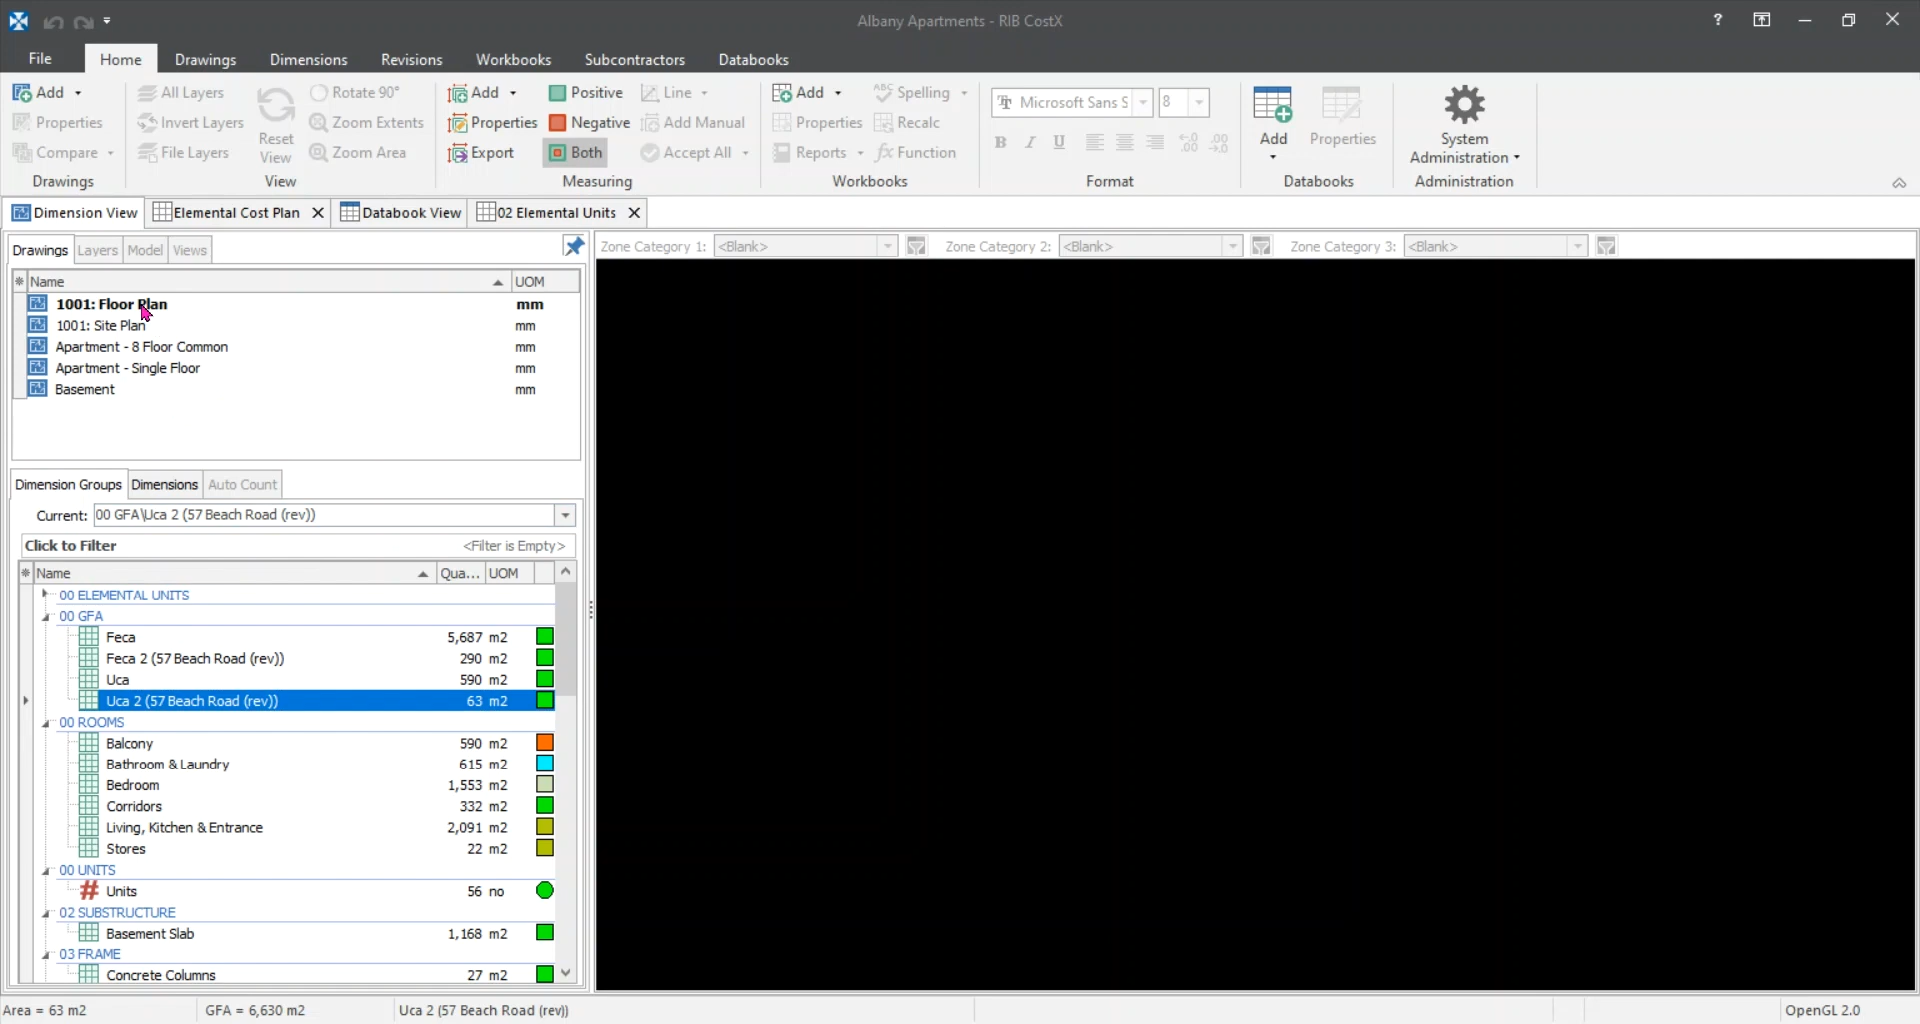 Albany Apartments - RIB CostX
?
File Home Drawings Dimensions Revisions Workbooks Subcontractors Databooks
Add All Layers Rotate 90° Add Positive Line Add Spelling Microsoft Sans S 8
Properties Invert Layers Zoom Extents Properties Negative Add Manual Properties Recalc
Reset View Add Properties System Administration
Compare File Layers Zoom Area Export Both Accept All Reports fx Function B I U
Drawings View Measuring Workbooks Format Databooks Administration
Dimension View Elemental Cost Plan Databook View 02 Elemental Units
Drawings Layers Model Views Zone Category 1: <Blank> Zone Category 2: <Blank> Zone Category 3: <Blank>
Name UOM
1001: Floor Plan mm
1001: Site Plan mm
Apartment - 8 Floor Common mm
Apartment - Single Floor mm
Basement mm
Dimension Groups Dimensions Auto Count
Current: 00 GFA\Uca 2 (57 Beach Road (rev))
Click to Filter <Filter is Empty>
Name Qua... UOM
00 ELEMENTAL UNITS
00 GFA
Feca 5,687 m2
Feca 2 (57 Beach Road (rev)) 290 m2
Uca 590 m2
Uca 2 (57 Beach Road (rev)) 63 m2
00 ROOMS
Balcony 590 m2
Bathroom & Laundry 615 m2
Bedroom 1,553 m2
Corridors 332 m2
Living, Kitchen & Entrance 2,091 m2
Stores 22 m2
00 UNITS
# Units 56 no
02 SUBSTRUCTURE
Basement Slab 1,168 m2
03 FRAME
Concrete Columns 27 m2
Area = 63 m2 GFA = 6,630 m2 Uca 2 (57 Beach Road (rev)) OpenGL 2.0